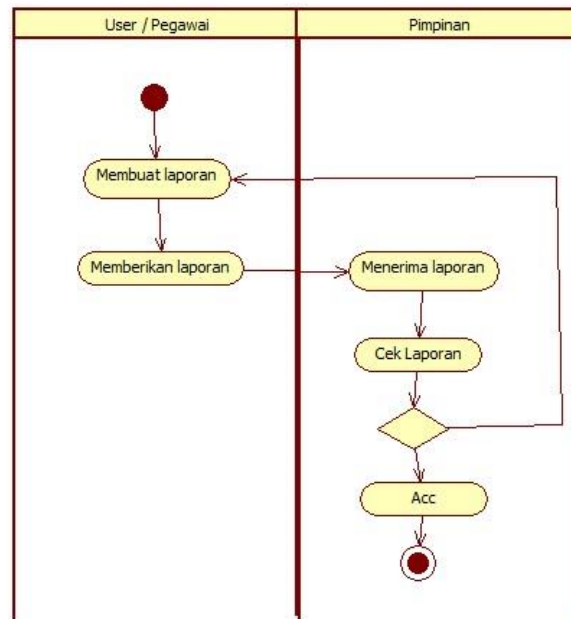 User / Pegawai
Pimpinan
Membuat laporan
Memberikan laporan
Menerima laporan
Cek Laporan
Acc